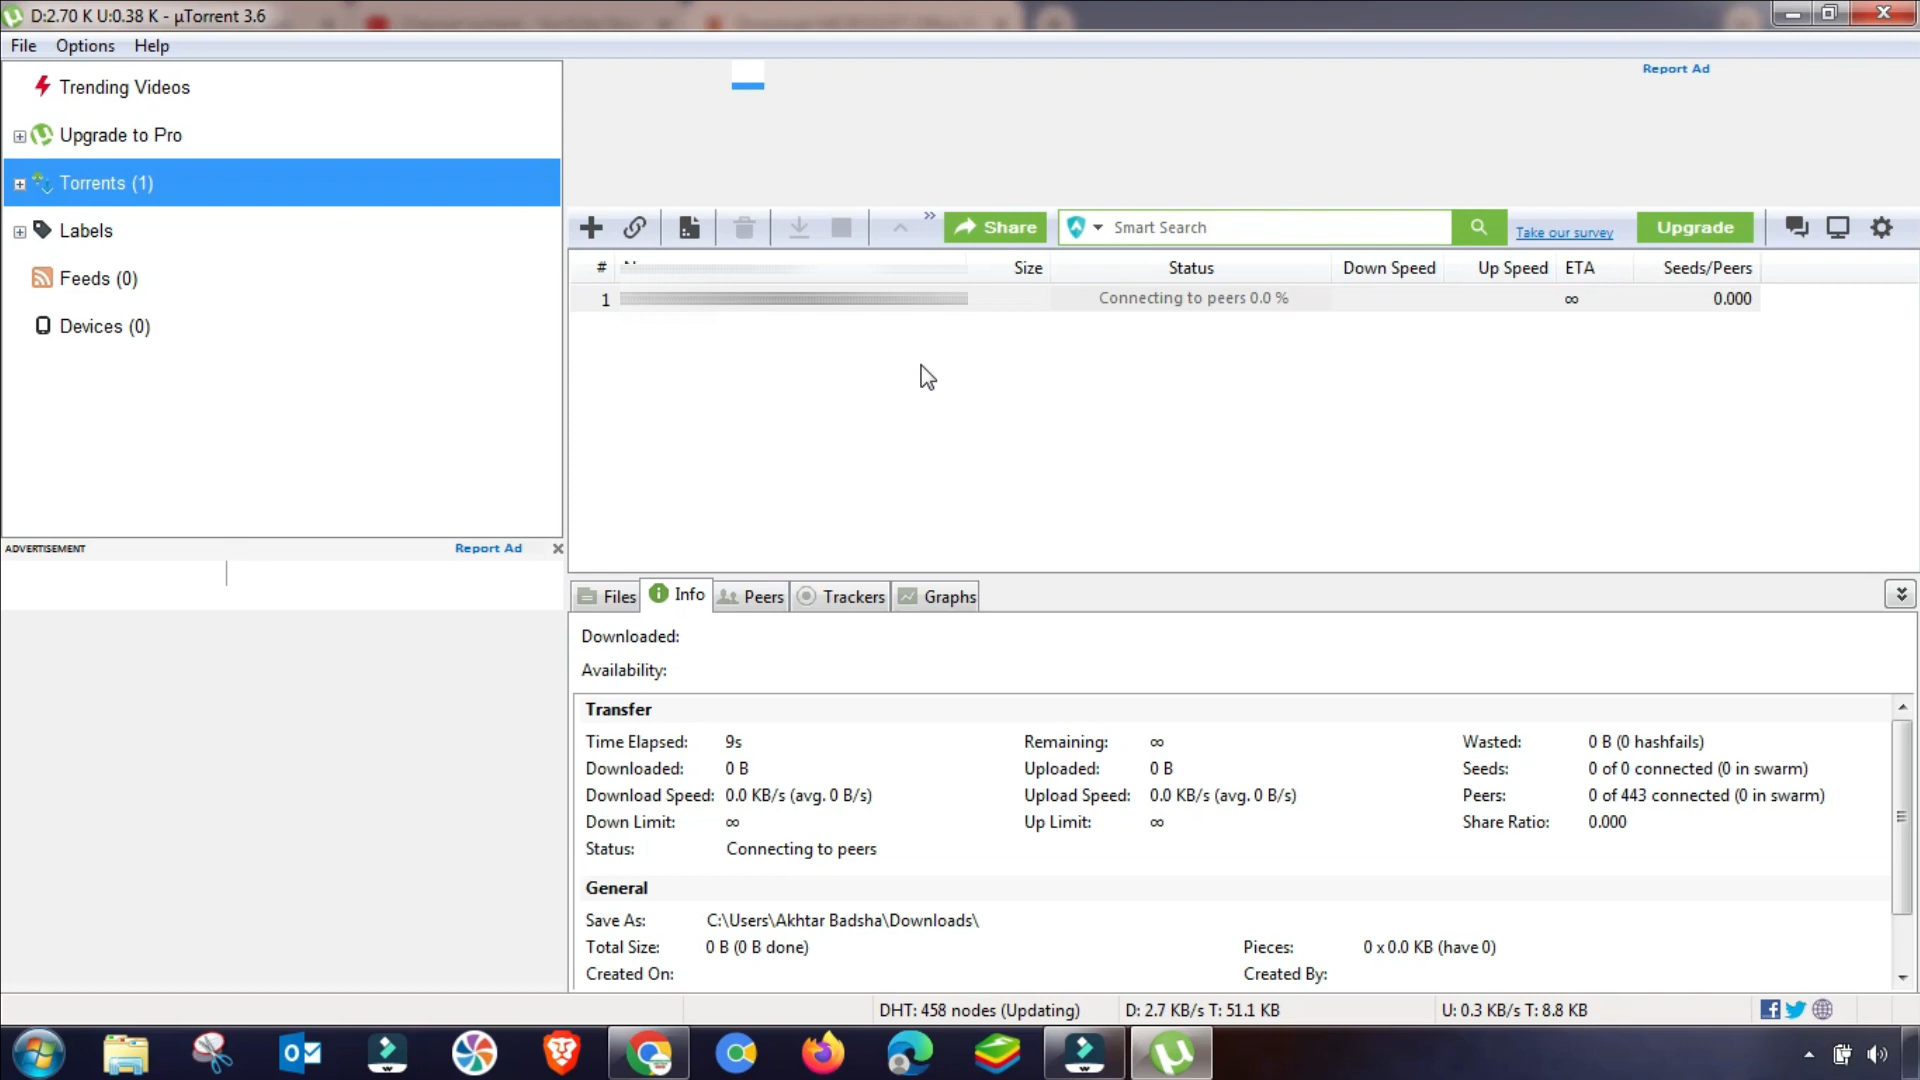 D:2.70 K U:0.38 K - µTorrent 3.6
File Options Help
Trending Videos
Upgrade to Pro
Torrents (1)
Labels
Feeds (0)
Devices (0)
ADVERTISEMENT Report Ad
Report Ad
Share Smart Search Take our survey Upgrade
# Size Status Down Speed Up Speed ETA Seeds/Peers
1 Connecting to peers 0.0 % ∞ 0.000
Files Info Peers Trackers Graphs
Downloaded:
Availability:
Transfer
Time Elapsed: 9s Remaining: ∞ Wasted: 0 B (0 hashfails)
Downloaded: 0 B Uploaded: 0 B Seeds: 0 of 0 connected (0 in swarm)
Download Speed: 0.0 KB/s (avg. 0 B/s) Upload Speed: 0.0 KB/s (avg. 0 B/s) Peers: 0 of 443 connected (0 in swarm)
Down Limit: ∞ Up Limit: ∞ Share Ratio: 0.000
Status: Connecting to peers
General
Save As: C:\Users\Akhtar Badsha\Downloads\
Total Size: 0 B (0 B done) Pieces: 0 x 0.0 KB (have 0)
Created On: Created By:
DHT: 458 nodes (Updating) D: 2.7 KB/s T: 51.1 KB U: 0.3 KB/s T: 8.8 KB